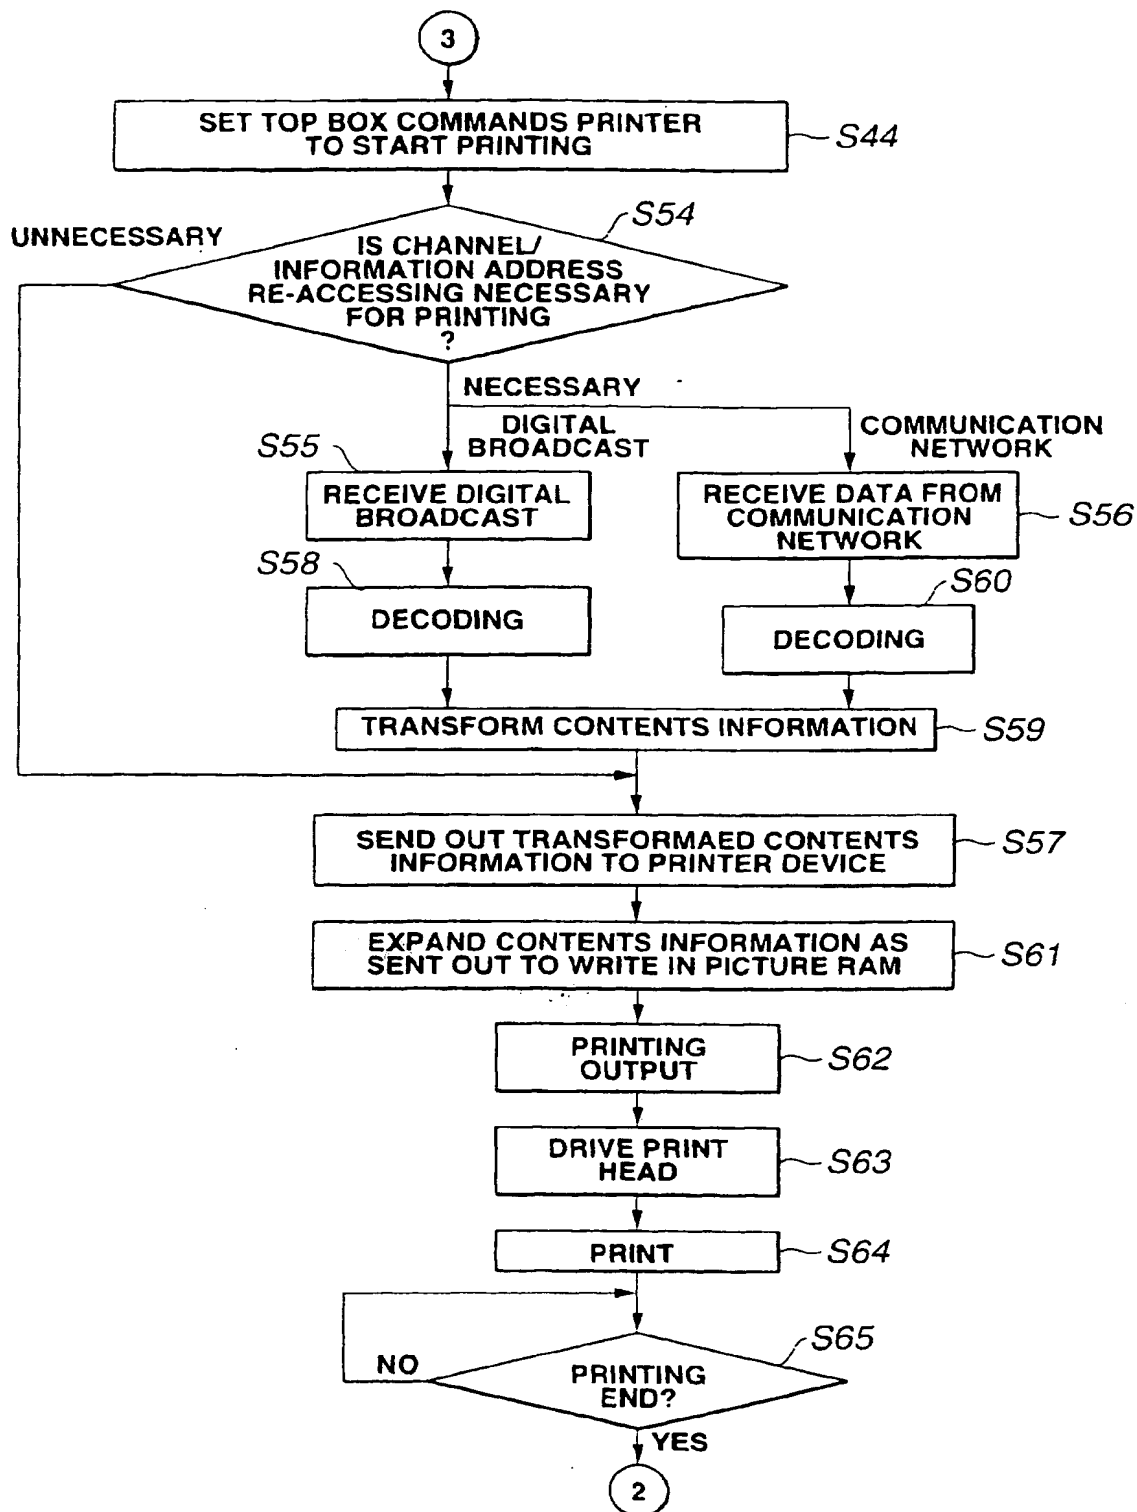 3
SET TOP BOX COMMANDS PRINTER
TO START PRINTING
S44
S54
UNNECESSARY
IS CHANNEL/
INFORMATION ADDRESS
RE-ACCESSING NECESSARY
FOR PRINTING
?
NECESSARY
DIGITAL
BROADCAST
COMMUNICATION
NETWORK
S55
RECEIVE DIGITAL
BROADCAST
RECEIVE DATA FROM
COMMUNICATION
NETWORK
S56
S58
DECODING
S60
DECODING
TRANSFORM CONTENTS INFORMATION
S59
SEND OUT TRANSFORMAED CONTENTS
INFORMATION TO PRINTER DEVICE
S57
EXPAND CONTENTS INFORMATION AS
SENT OUT TO WRITE IN PICTURE RAM
S61
PRINTING
OUTPUT
S62
DRIVE PRINT
HEAD
S63
PRINT
S64
S65
NO
PRINTING
END?
YES
2